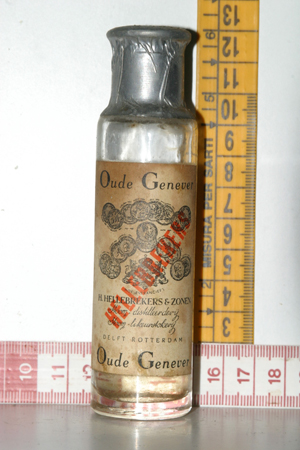 Oude Genever
HELLEBREKERS
H. HELLEBREKERS & ZONEN
distilleerderij
DELFT ROTTERDAM
Oude Genever
13
12
11
10
9
8
7
6
5
4
3
MISURA PER SARTI
10 11 12
16 17 18